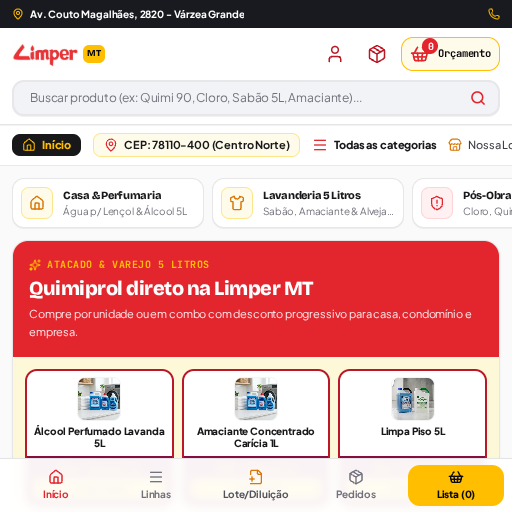 Av. Couto Magalhães, 2820 - Várzea Grande
Limper MT
0
Orçamento
Buscar produto (ex: Quimi 90, Cloro, Sabão 5L, Amaciante)...
Início
CEP: 78110-400 (Centro Norte)
Todas as categorias
Nossa Lo
Casa & Perfumaria
Água p/ Lençol & Álcool 5L
Lavanderia 5 Litros
Sabão, Amaciante & Alveja...
Pós-Obra
Cloro, Qui
ATACADO & VAREJO 5 LITROS
Quimiprol direto na Limper MT
Compre por unidade ou em combo com desconto progressivo para casa, condomínio e
empresa.
Álcool Perfumado Lavanda
5L
Amaciante Concentrado
Carícia 1L
Limpa Piso 5L
Início
Linhas
Lote/Diluição
Pedidos
Lista (0)